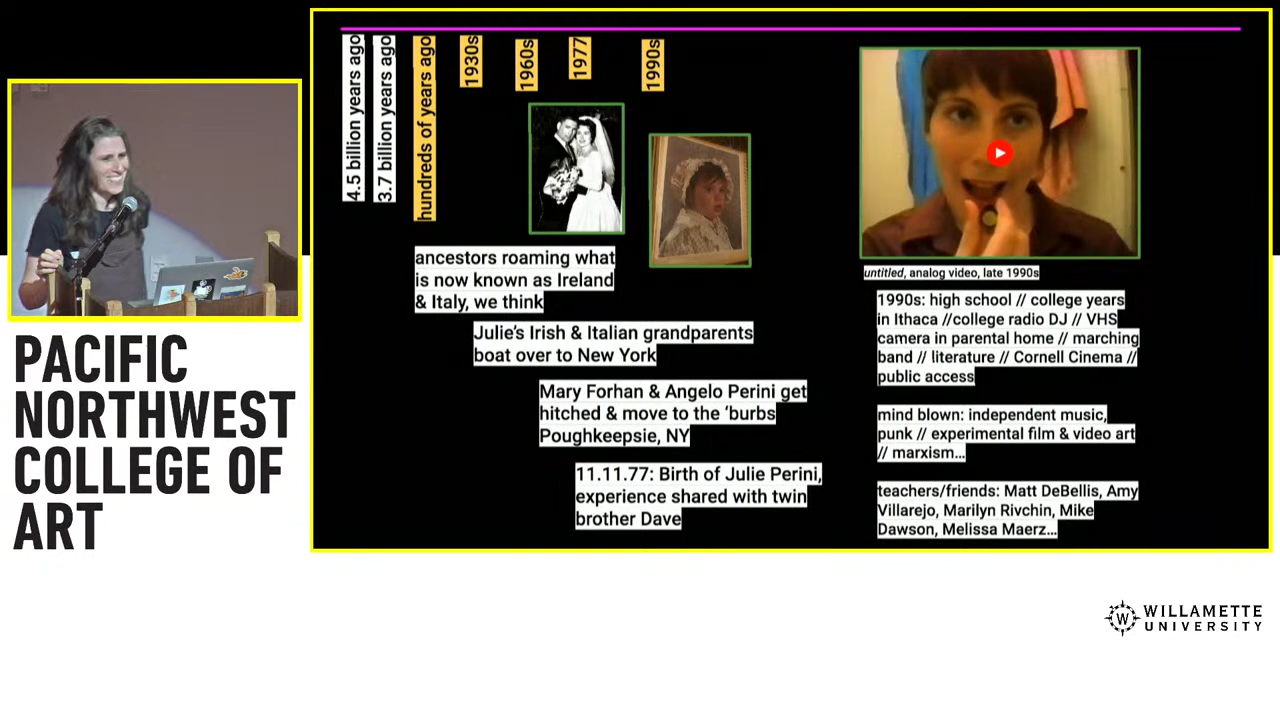 4.5 billion years ago
3.7 billion years ago
hundreds of years ago
1930s
1960s
1977
1990s
ancestors roaming what
is now known as Ireland
& Italy, we think
Julie's Irish & Italian grandparents
boat over to New York
Mary Forhan & Angelo Perini get
hitched & move to the ‘burbs
Poughkeepsie, NY
11.11.77: Birth of Julie Perini,
experience shared with twin
brother Dave
untitled, analog video, late 1990s
1990s: high school // college years
in Ithaca //college radio DJ // VHS
camera in parental home // marching
band // literature // Cornell Cinema //
public access
mind blown: independent music,
punk // experimental film & video art
// marxism...
teachers/friends: Matt DeBellis, Amy
Villarejo, Marilyn Rivchin, Mike
Dawson, Melissa Maerz...
PACIFIC
NORTHWEST
COLLEGE OF
ART
W
WILLAMETTE
UNIVERSITY